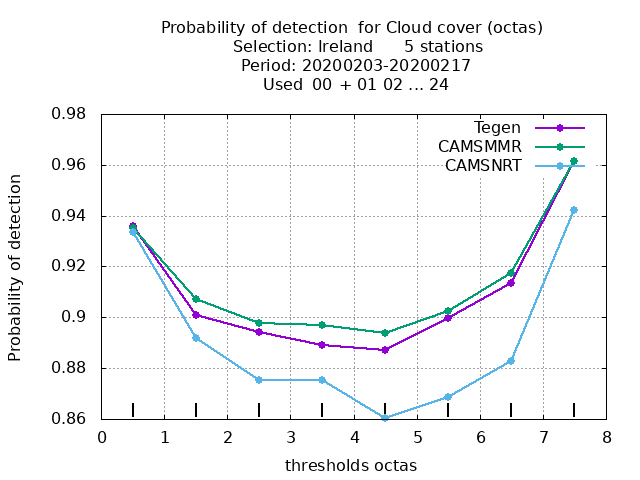 Probability of detection  for Cloud cover (octas)
Selection: Ireland      5 stations
Period: 20200203-20200217
Used  00 + 01 02 ... 24
Tegen
CAMSMMR
CAMSNRT
0.98
0.96
0.94
0.92
0.9
0.88
0.86
Probability of detection
0 1 2 3 4 5 6 7 8
thresholds octas